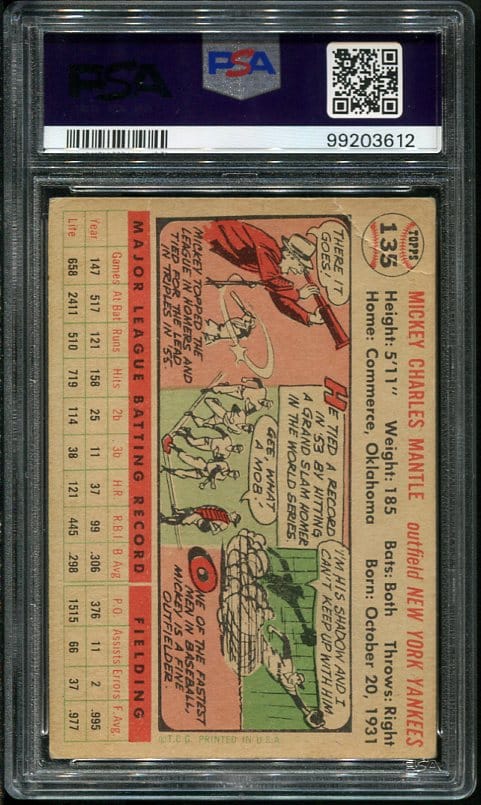 PSA
PSA
99203612
TOPPS
135
MICKEY CHARLES MANTLE outfield NEW YORK YANKEES
Height: 5'11" Weight: 185 Bats: Both Throws: Right
Home: Commerce, Oklahoma Born: October 20, 1931
THERE IT
GOES!
MICKEY TOPPED THE
LEAGUE IN HOMERS AND
TIED FOR THE LEAD
IN TRIPLES IN '55
HE TIED A RECORD
IN '53 BY HITTING
A GRAND SLAM HOMER
IN THE WORLD SERIES
GEE, WHAT
A MOB!
I'M HIS SHADOW AND I
CAN'T KEEP UP WITH HIM
ONE OF THE FASTEST
MEN IN BASEBALL,
MICKEY IS A FINE
OUTFIELDER.
MAJOR LEAGUE BATTING RECORD FIELDING
Games At Bat Runs Hits 2b 3b H.R. R.B.I. B. Avg. P.O. Assists Errors F. Avg.
Year 147 517 121 158 25 11 37 99 .306 376 11 2 .995
Life 658 2411 510 719 114 38 121 445 .298 1515 66 37 .977
©T.C.G. PRINTED IN U.S.A.
PSA